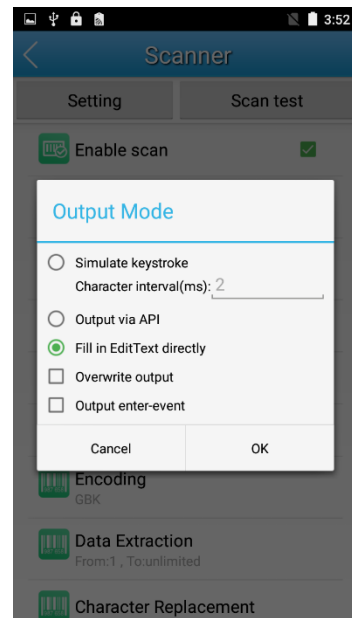 3:52
Scanner
Setting
Scan test
Enable scan
Output Mode
Simulate keystroke
Character interval(ms): 2
Output via API
Fill in EditText directly
Overwrite output
Output enter-event
Cancel
OK
Encoding
GBK
Data Extraction
From:1 , To:unlimited
Character Replacement